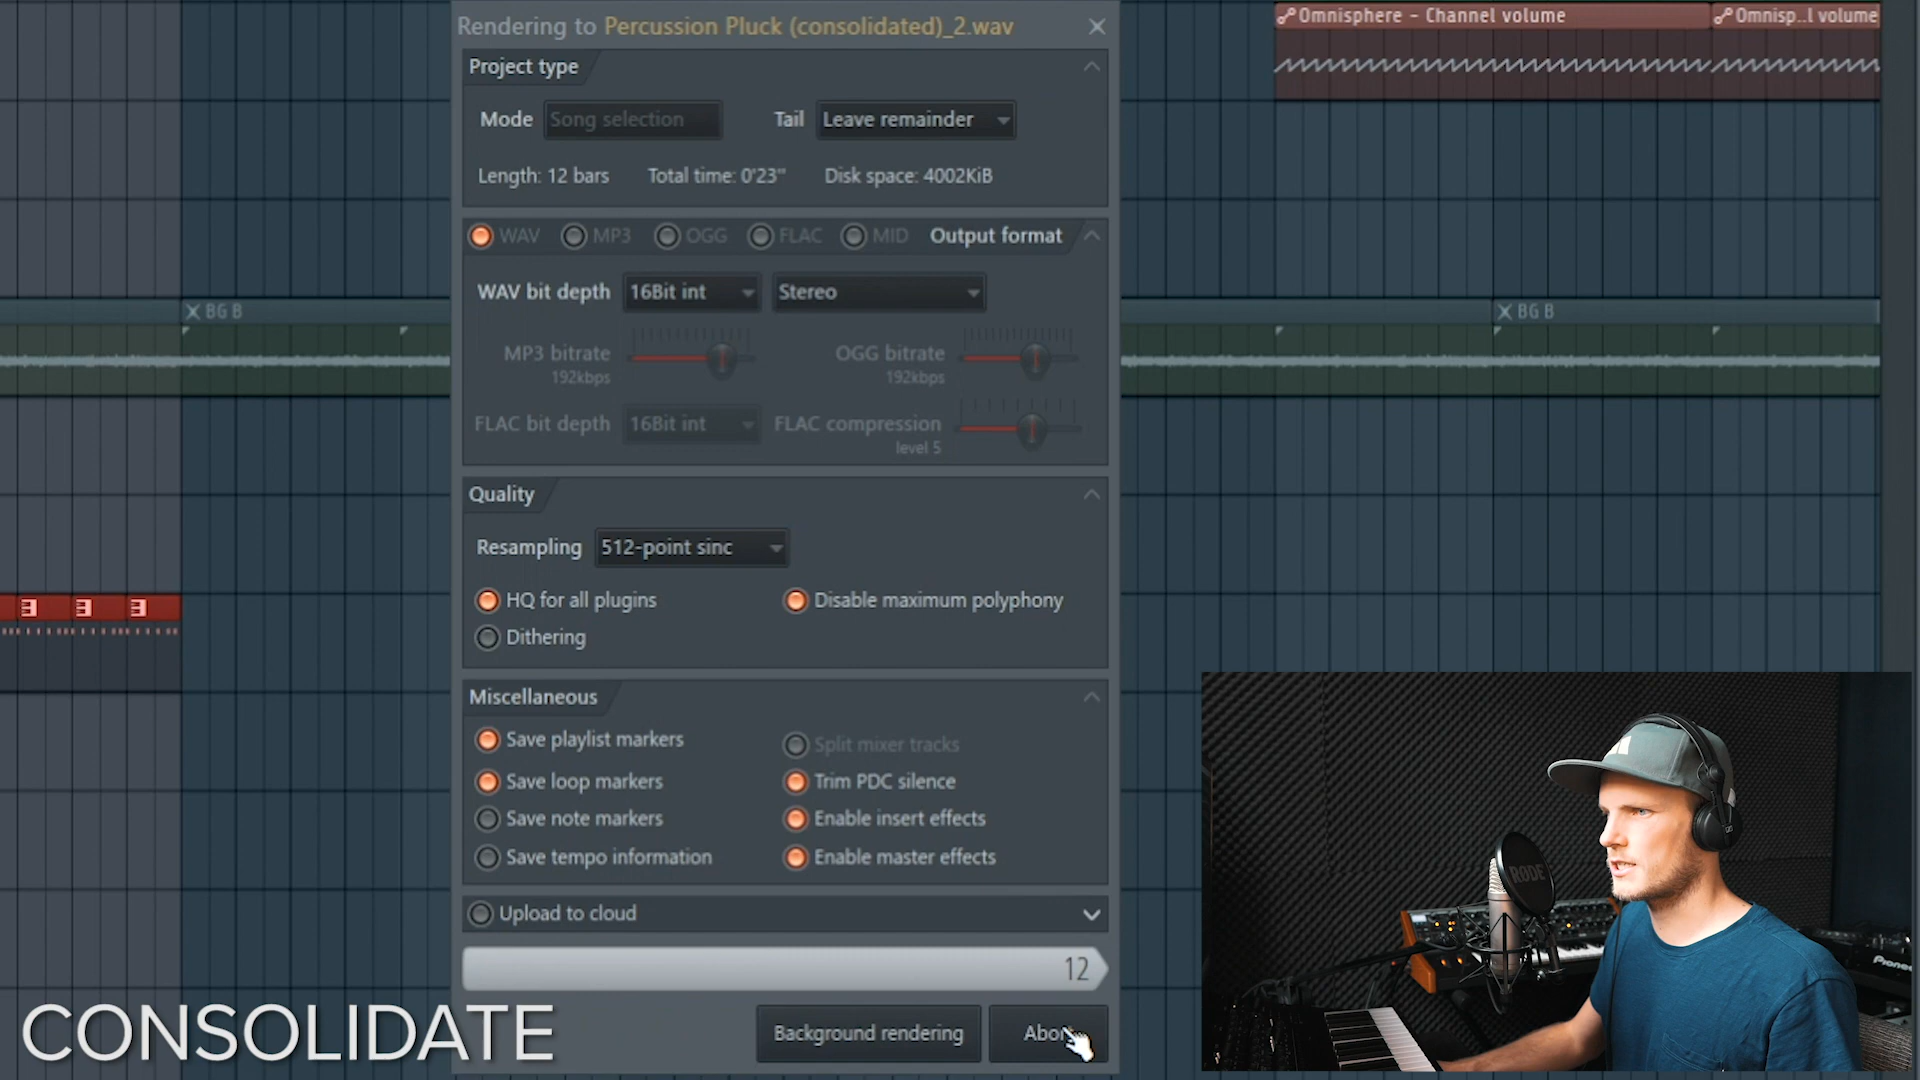 Rendering to Percussion Pluck (consolidated)_2.wav
Omnisphere - Channel volume
Omnisp..l volume
Project type
Mode Song selection Tail Leave remainder
Length: 12 bars Total time: 0'23" Disk space: 4002KiB
WAV MP3 OGG FLAC MID Output format
WAV bit depth 16Bit int Stereo
BG B
BG B
MP3 bitrate
192kbps
OGG bitrate
192kbps
FLAC bit depth 16Bit int FLAC compression
level 5
Quality
Resampling 512-point sinc
HQ for all plugins Disable maximum polyphony
Dithering
Miscellaneous
Save playlist markers Split mixer tracks
Save loop markers Trim PDC silence
Save note markers Enable insert effects
Save tempo information Enable master effects
Upload to cloud
12
Background rendering
CONSOLIDATE
RØDE